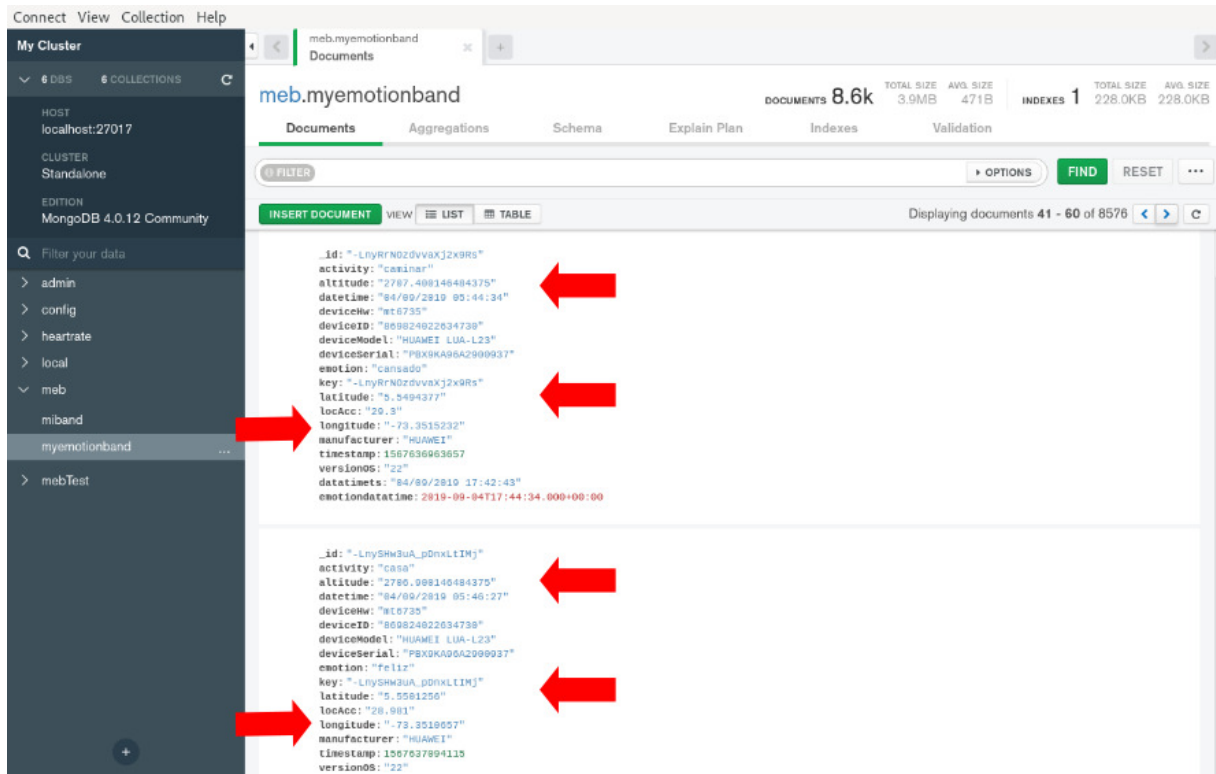 Connect View Collection Help
My Cluster
6 DBS 6 COLLECTIONS C
HOST
localhost:27017
CLUSTER
Standalone
EDITION
MongoDB 4.0.12 Community
Filter your data
admin
config
heartrate
local
meb
miband
myemotionband ...
mebTest
+
meb.myemotionband
Documents
× +
meb.myemotionband
DOCUMENTS 8.6k TOTAL SIZE 3.9MB AVG. SIZE 471B INDEXES 1 TOTAL SIZE 228.0KB AVG. SIZE 228.0KB
Documents Aggregations Schema Explain Plan Indexes Validation
FILTER OPTIONS FIND RESET ...
INSERT DOCUMENT VIEW LIST TABLE Displaying documents 41 - 60 of 8576 < > C
_id: 
activity: "caminar"
altitude: "2787.400146484375"
datetime: "04/09/2019 05:44:34"
deviceHw: "mt6735"
deviceID: "869824022634730"
deviceModel: "HUAWEI LUA-L23"
deviceSerial: "PBX9KA96A2900937"
emotion: "cansado"
key: 
latitude: "5.5494377"
locAcc: "29.3"
longitude: "-73.3515232"
manufacturer: "HUAWEI"
timestamp: 1567636963657
versionOS: "22"
datatimets: "04/09/2019 17:42:43"
emotiondatatime: 2019-09-04T17:44:34.000+00:00
_id: 
activity: "casa"
altitude: "2786.900146484375"
datetime: "04/09/2019 05:46:27"
deviceHw: "mt6735"
deviceID: "869824022634730"
deviceModel: "HUAWEI LUA-L23"
deviceSerial: "PBX9KA96A2900937"
emotion: "feliz"
key: 
latitude: "5.5501256"
locAcc: "28.981"
longitude: "-73.3510657"
manufacturer: "HUAWEI"
timestamp: 1567637094115
versionOS: "22"